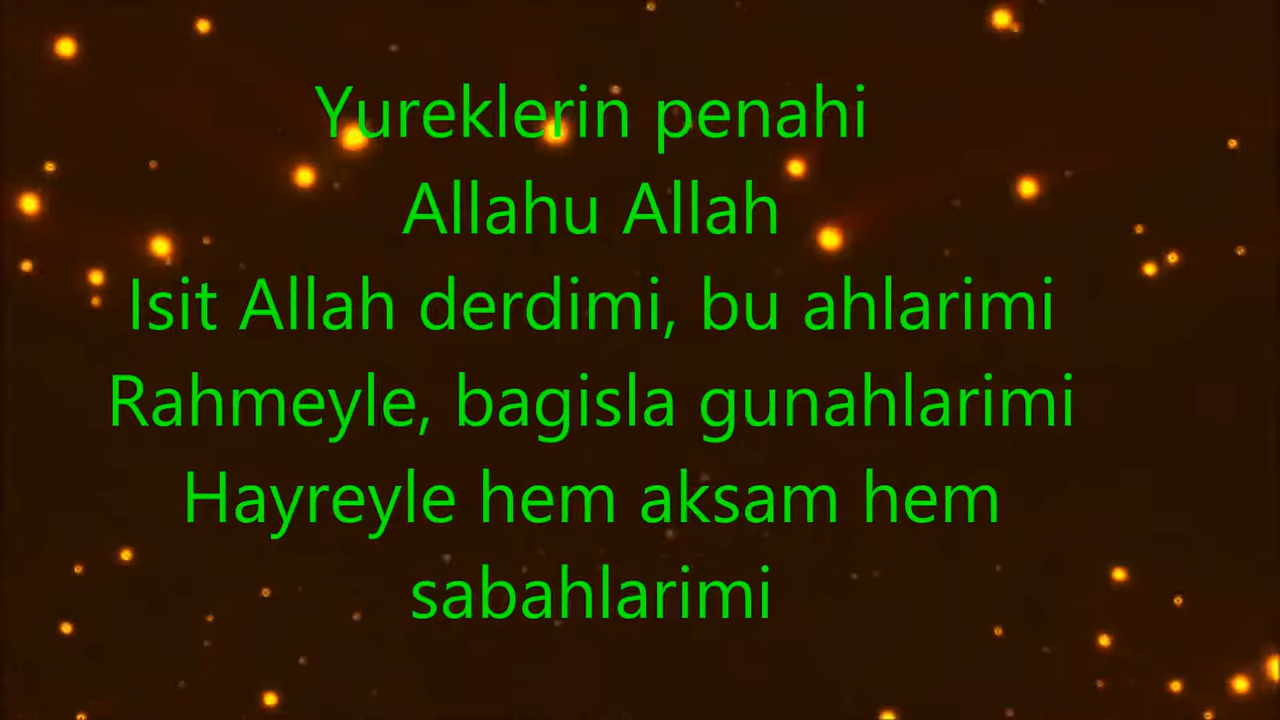 Yureklerin penahi
Allahu Allah
Isit Allah derdimi, bu ahlarimi
Rahmeyle, bagisla gunahlarimi
Hayreyle hem aksam hem
sabahlarimi